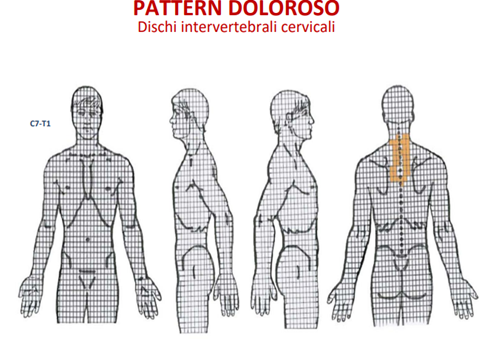 PATTERN DOLOROSO
Dischi intervertebrali cervicali
C7-T1